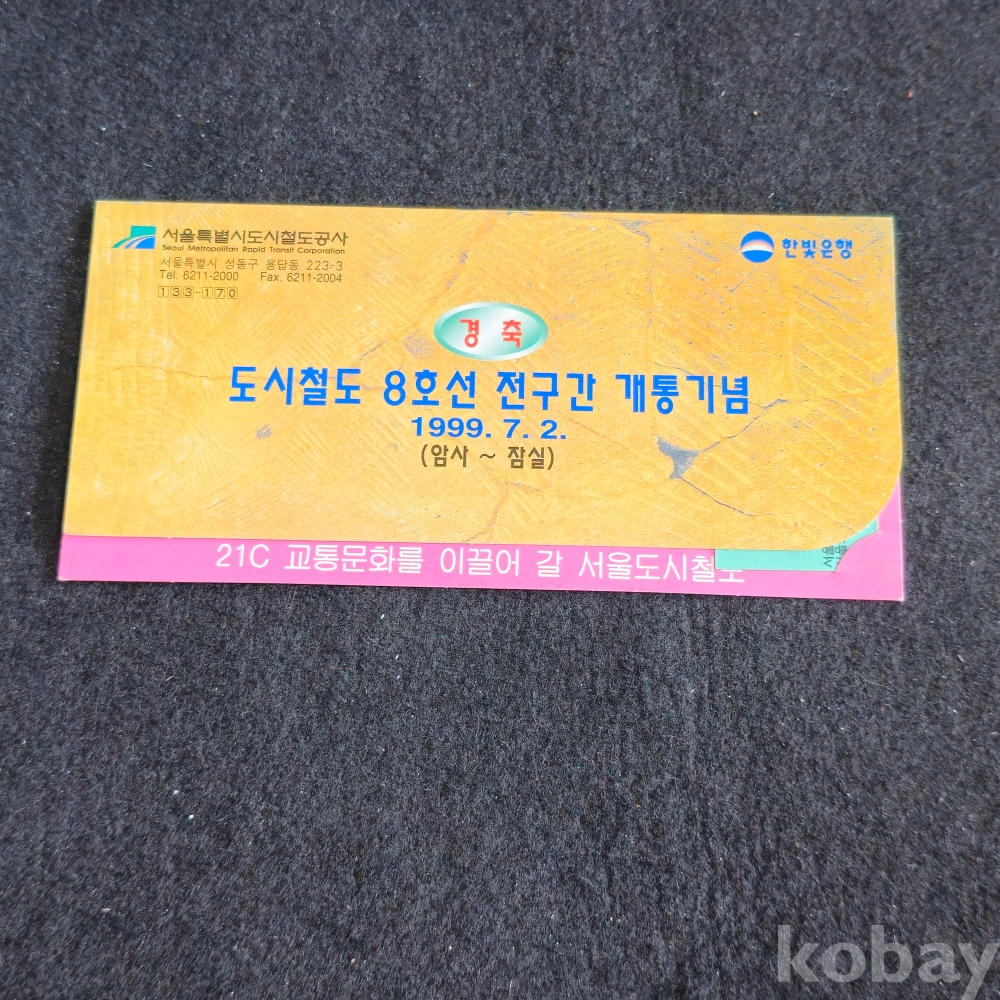 서울특별시도시철도공사
Seoul Metropolitan Rapid Transit Corporation
서울특별시 성동구 용답동 223-3
Tel. 6211-2000 Fax. 6211-2004
133-170
한빛은행
경축
도시철도 8호선 전구간 개통기념
1999. 7. 2.
(암사 ~ 잠실)
21C 교통문화를 이끌어 갈 서울도시철도
kobay